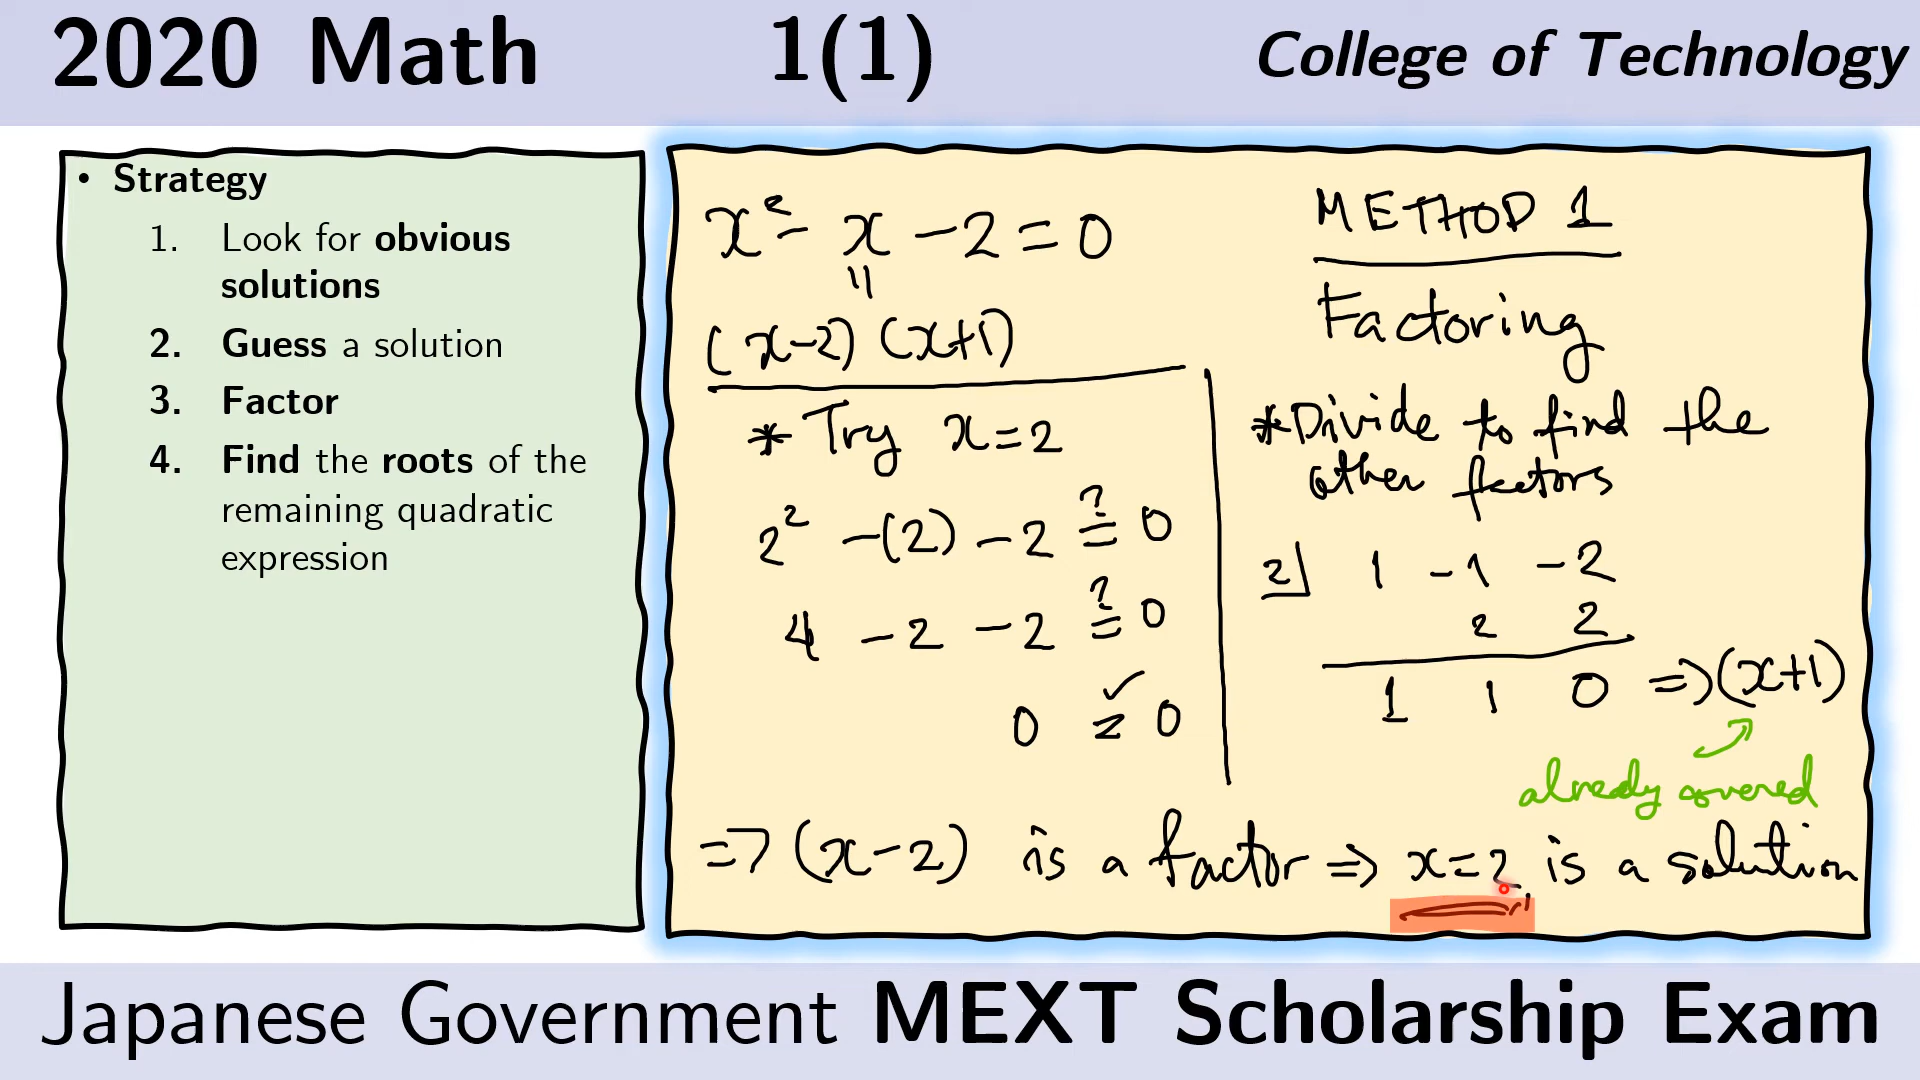 2020 Math 1(1) College of Technology
• Strategy
1. Look for obvious
solutions
2. Guess a solution
3. Factor
4. Find the roots of the
remaining quadratic
expression
x² - x - 2 = 0
||
(x-2) (x+1)
* Try x = 2
2² -(2) - 2 ?= 0
4 - 2 - 2 ?= 0
✓
0 = 0
METHOD 1
Factoring
* Divide to find the
other factors
2| 1 -1 -2
2 2
1 1 0 => (x+1)
already covered
=> (x-2) is a factor => x=2, is a solution
Japanese Government MEXT Scholarship Exam